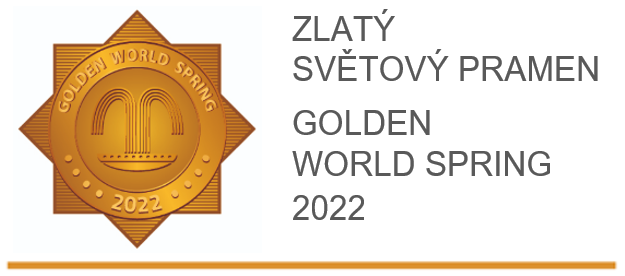 GOLDEN WORLD SPRING
2022
ZLATÝ
SVĚTOVÝ PRAMEN
GOLDEN
WORLD SPRING
2022